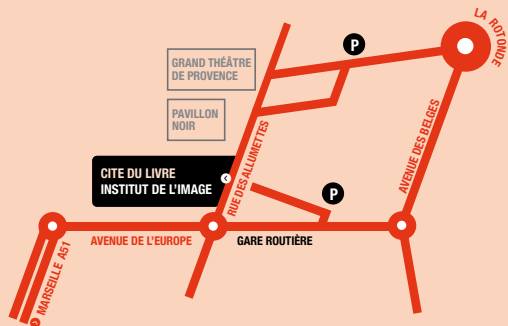 LA ROTONDE
P
GRAND THÉÂTRE
DE PROVENCE
PAVILLON
NOIR
RUE DES ALLUMETTES
AVENUE DES BELGES
CITE DU LIVRE
INSTITUT DE L'IMAGE
P
AVENUE DE L'EUROPE
GARE ROUTIÈRE
MARSEILLE A51